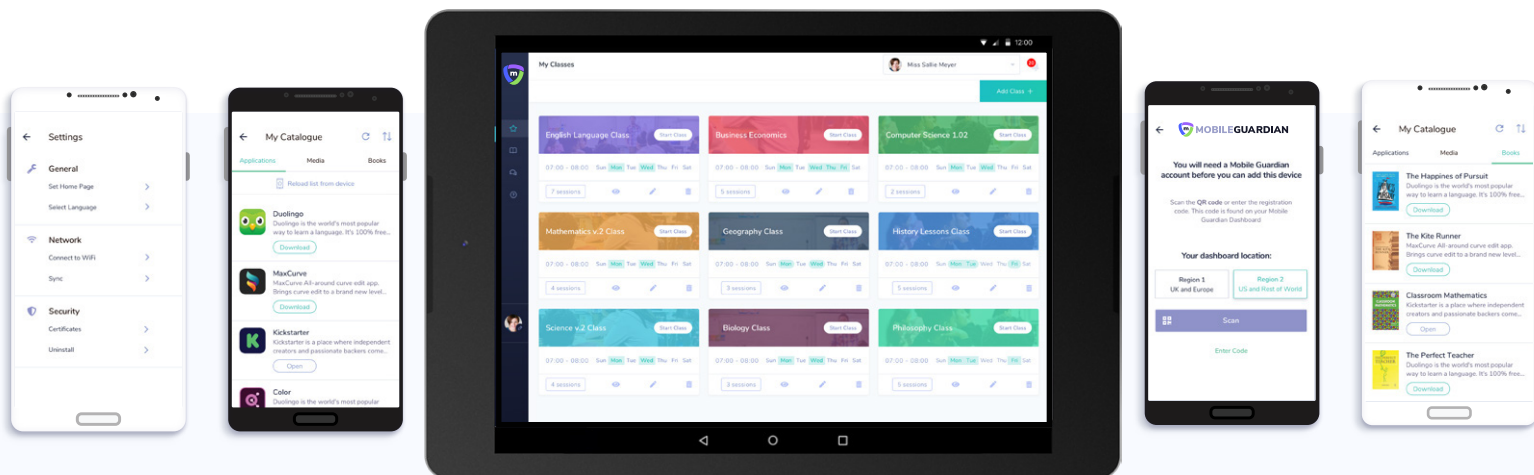 Settings
General
Set Home Page
Select Language
Network
Connect to WiFi
Sync
Security
Certificates
Uninstall
My Catalogue
Applications Media Books
Reload list from device
Duolingo
Duolingo is the world's most popular
way to learn a language. It's 100% free...
Download
MaxCurve
MaxCurve All-around curve edit app.
Brings curve edit to a brand new level...
Download
Kickstarter
Kickstarter is a place where independent
creators and passionate backers come...
Open
Color
Duolingo is the world's most popular
12:00
m
My Classes
Miss Sallie Meyer
Add Class +
English Language Class
Start Class
07:00 - 08:00 Sun Mon Tue Wed Thu Fri Sat
7 sessions
Business Economics
Start Class
07:00 - 08:00 Sun Mon Tue Wed Thu Fri Sat
5 sessions
Computer Science 1.02
Start Class
07:00 - 08:00 Sun Mon Tue Wed Thu Fri Sat
2 sessions
Mathematics v.2 Class
Start Class
07:00 - 08:00 Sun Mon Tue Wed Thu Fri Sat
4 sessions
Geography Class
Start Class
07:00 - 08:00 Sun Mon Tue Wed Thu Fri Sat
3 sessions
History Lessons Class
Start Class
07:00 - 08:00 Sun Mon Tue Wed Thu Fri Sat
5 sessions
Science v.2 Class
Start Class
07:00 - 08:00 Sun Mon Tue Wed Thu Fri Sat
4 sessions
Biology Class
Start Class
07:00 - 08:00 Sun Mon Tue Wed Thu Fri Sat
3 sessions
Philosophy Class
Start Class
07:00 - 08:00 Sun Mon Tue Wed Thu Fri Sat
5 sessions
MOBILEGUARDIAN
You will need a Mobile Guardian
account before you can add this device
Scan the QR code or enter the registration
code. This code is found on your Mobile
Guardian Dashboard
Your dashboard location:
Region 1
UK and Europe
Region 2
US and Rest of World
Scan
Enter Code
My Catalogue
Applications Media Books
The Happines of Pursuit
Duolingo is the world's most popular
way to learn a language. It's 100% free...
Download
The Kite Runner
MaxCurve All-around curve edit app.
Brings curve edit to a brand new level...
Download
Classroom Mathematics
Kickstarter is a place where independent
creators and passionate backers come...
Open
The Perfect Teacher
Duolingo is the world's most popular
way to learn a language. It's 100% free...
Download